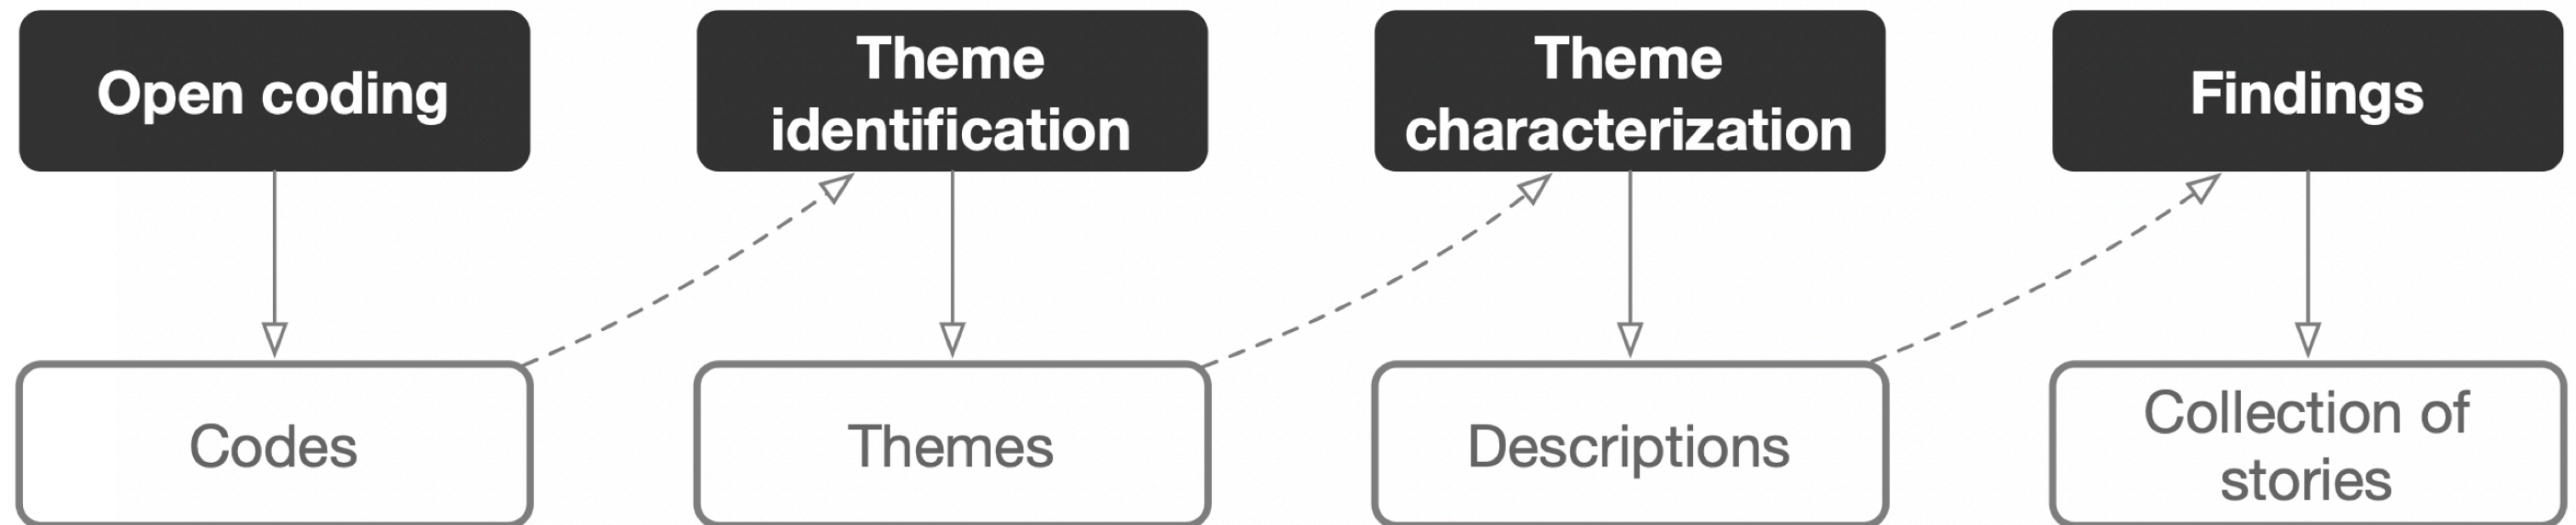 Open coding
Theme
identification
Theme
characterization
Findings
Codes
Themes
Descriptions
Collection of
stories